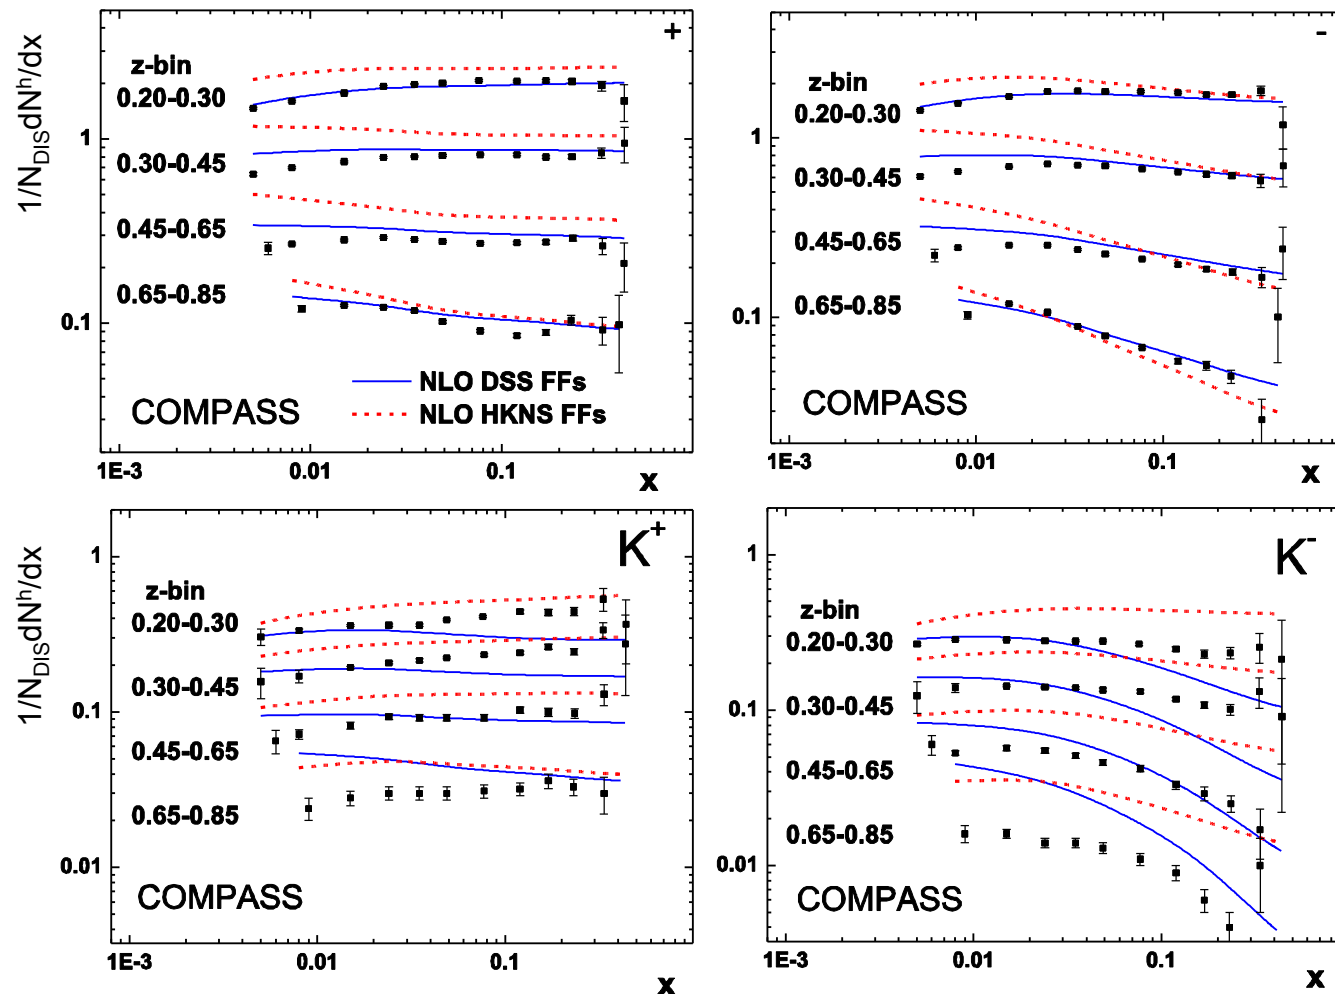 +
1/N_DIS dN^h/dx
z-bin
0.20-0.30
1
0.30-0.45
0.45-0.65
0.65-0.85
0.1
NLO DSS FFs
NLO HKNS FFs
COMPASS
1E-3 0.01 0.1
x
-
z-bin
0.20-0.30
1
0.30-0.45
0.45-0.65
0.65-0.85
0.1
COMPASS
1E-3 0.01 0.1
x
K^+
1/N_DIS dN^h/dx
1
z-bin
0.20-0.30
0.1
0.30-0.45
0.45-0.65
0.65-0.85
0.01
COMPASS
1E-3 0.01 0.1
x
K^-
1
z-bin
0.20-0.30
0.30-0.45
0.1
0.45-0.65
0.65-0.85
0.01
COMPASS
1E-3 0.01 0.1
x